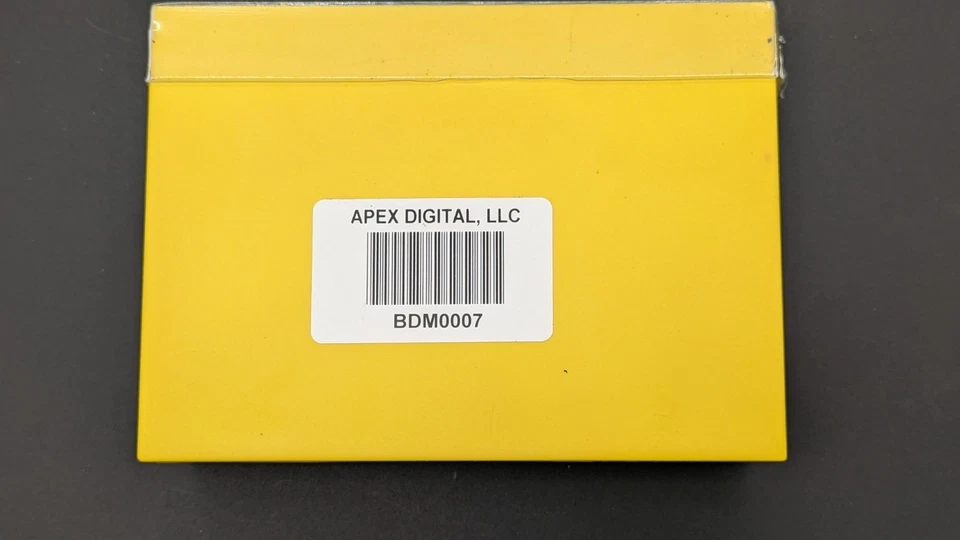 APEX DIGITAL, LLC
BDM0007